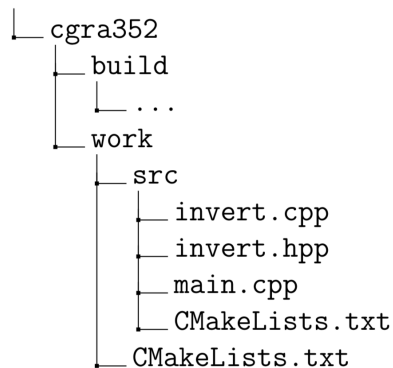 cgra352
build
...
work
src
invert.cpp
invert.hpp
main.cpp
CMakeLists.txt
CMakeLists.txt